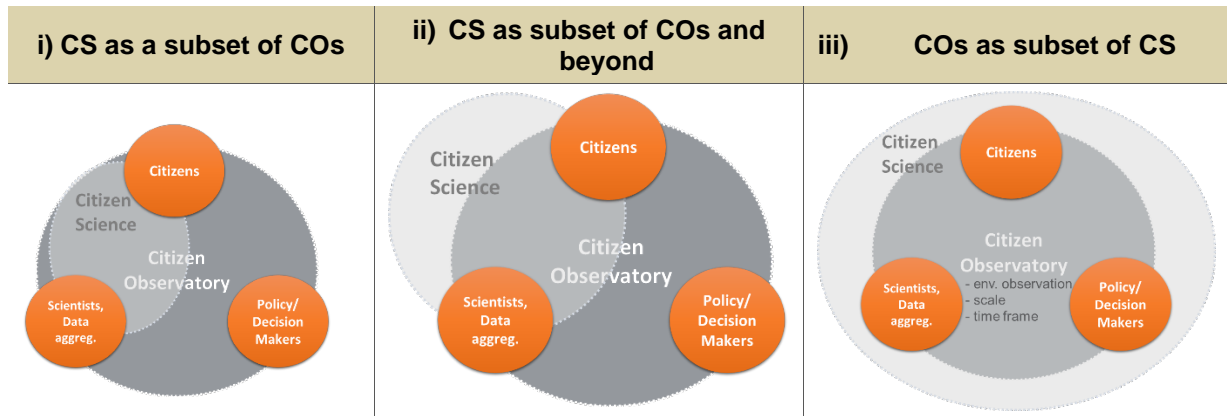 i) CS as a subset of COs
Citizens
Citizen
Science
Citizen
Observatory
Scientists,
Data
aggreg.
Policy/
Decision
Makers
ii) CS as subset of COs and
beyond
Citizens
Citizen
Science
Citizen
Observatory
Scientists,
Data
aggreg.
Policy/
Decision
Makers
iii) COs as subset of CS
Citizen
Science
Citizens
Citizen
Observatory
- env. observation
- scale
- time frame
Scientists,
Data
aggreg.
Policy/
Decision
Makers